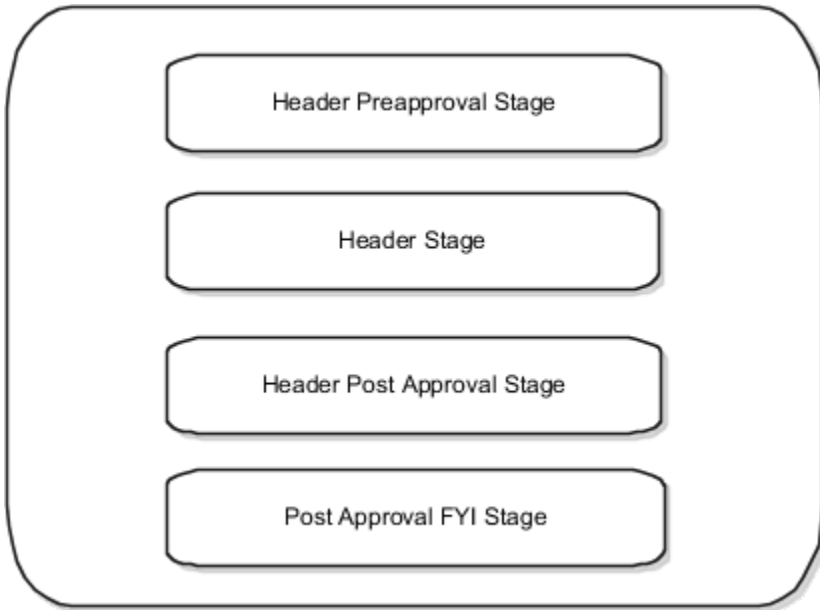 Header Preapproval Stage
Header Stage
Header Post Approval Stage
Post Approval FYI Stage